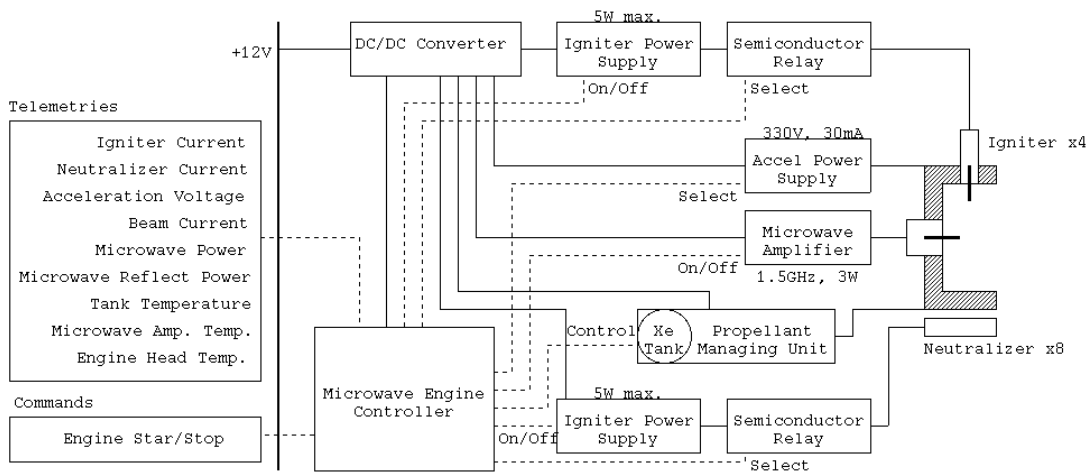 5W max.
+12V
DC/DC Converter
Igniter Power
Supply
Semiconductor
Relay
On/Off
Select
Telemetries
Igniter Current
Neutralizer Current
Acceleration Voltage
Beam Current
Microwave Power
Microwave Reflect Power
Tank Temperature
Microwave Amp. Temp.
Engine Head Temp.
330V, 30mA
Accel Power
Supply
Select
Igniter x4
Microwave
Amplifier
On/Off
1.5GHz, 3W
Control
Xe
Tank
Propellant
Managing Unit
Neutralizer x8
Microwave Engine
Controller
Commands
Engine Star/Stop
5W max.
On/Off
Igniter Power
Supply
Semiconductor
Relay
Select